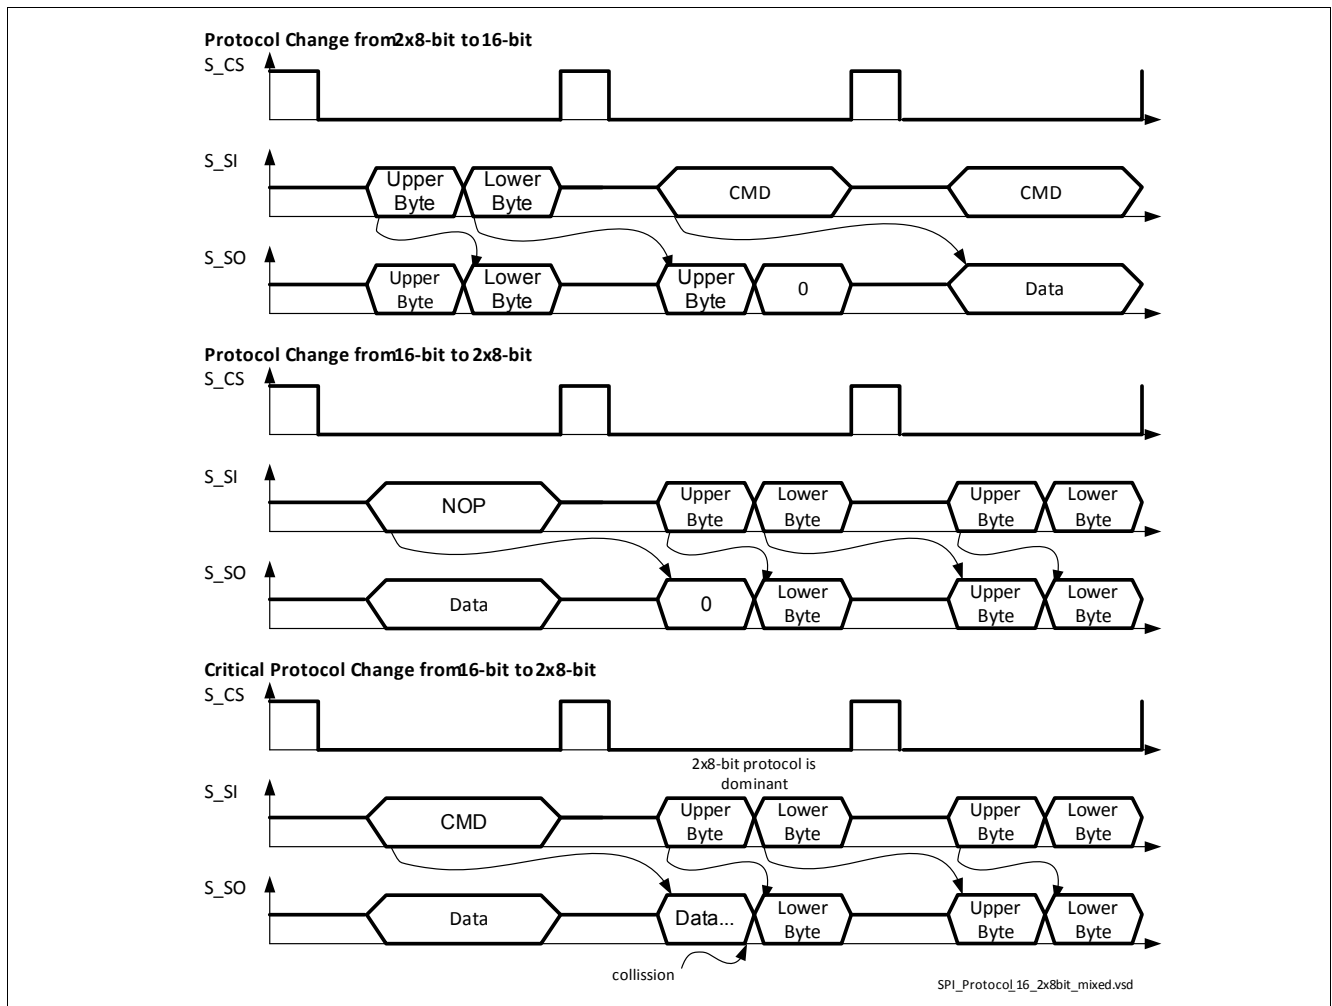 Protocol Change from2x8-bit to16-bit
S_CS
S_SI
Upper Byte
Lower Byte
CMD
CMD
S_SO
Upper Byte
Lower Byte
Upper Byte
0
Data
Protocol Change from16-bit to 2x8-bit
S_CS
S_SI
NOP
Upper Byte
Lower Byte
Upper Byte
Lower Byte
S_SO
Data
0
Lower Byte
Upper Byte
Lower Byte
Critical Protocol Change from16-bit to2x8-bit
S_CS
2x8-bit protocol is
dominant
S_SI
CMD
Upper Byte
Lower Byte
Upper Byte
Lower Byte
S_SO
Data
Data...
Lower Byte
Upper Byte
Lower Byte
collission
SPI_Protocol_16_2x8bit_mixed.vsd